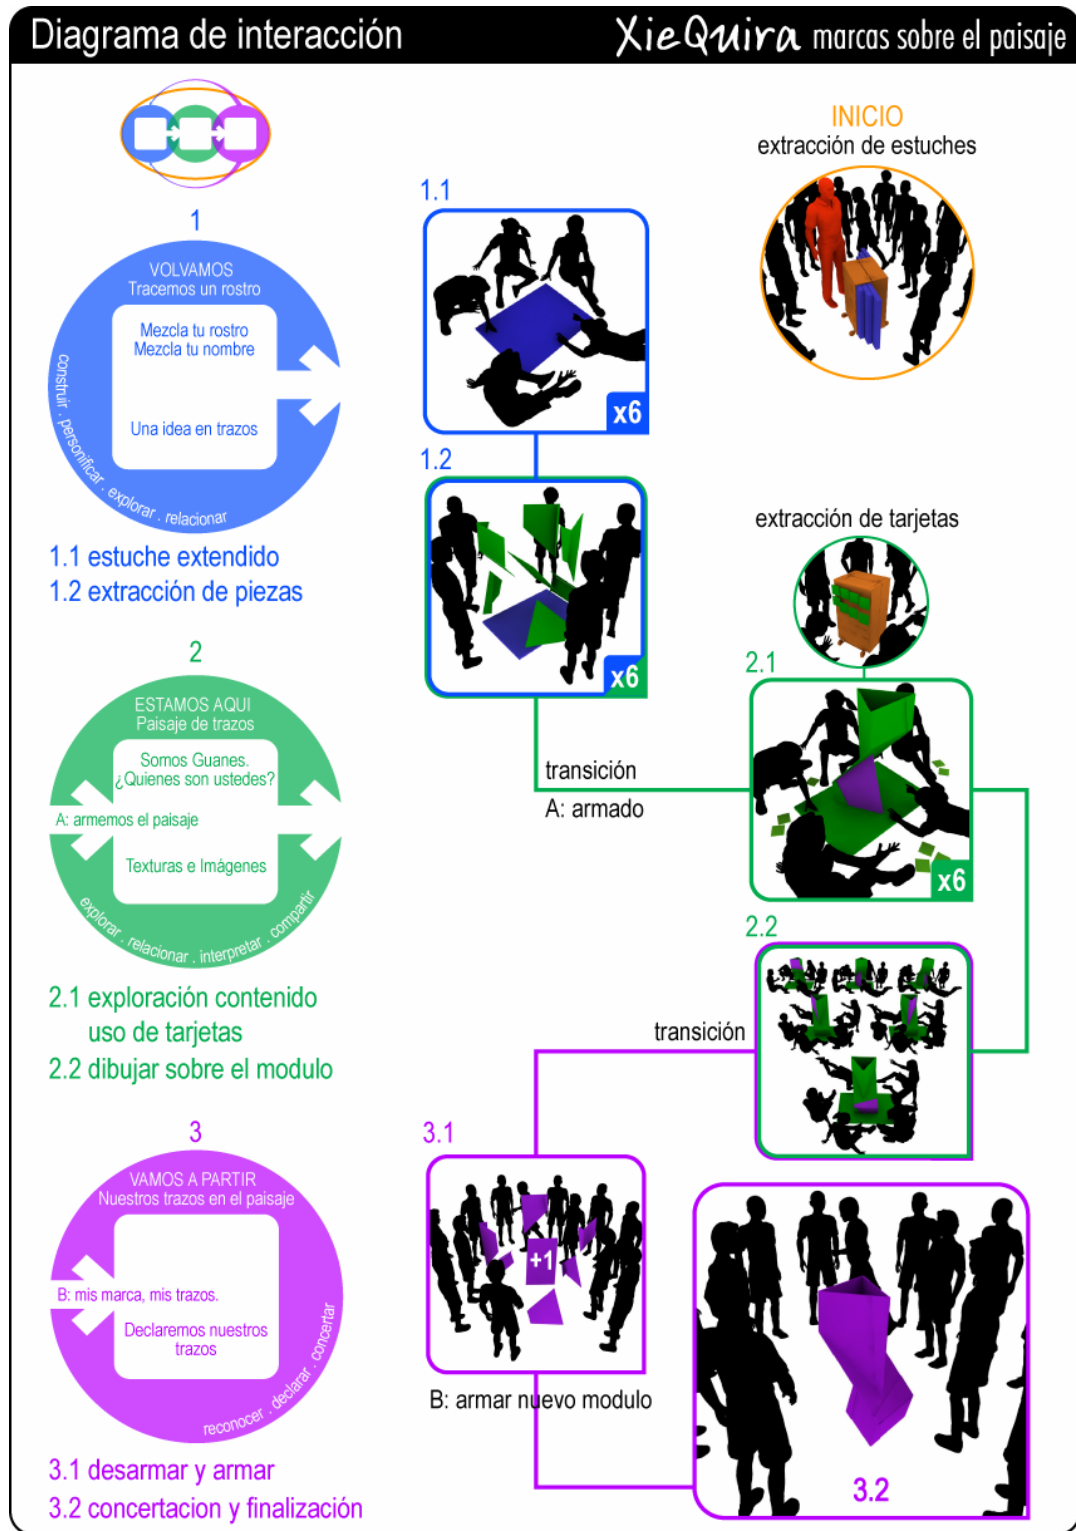 Diagrama de interacción
XieQuira marcas sobre el paisaje
INICIO
extracción de estuches
1
VOLVAMOS
Tracemos un rostro
Mezcla tu rostro
Mezcla tu nombre
Una idea en trazos
construir . personificar . explorar . relacionar
1.1 estuche extendido
1.2 extracción de piezas
1.1
x6
1.2
x6
extracción de tarjetas
2
ESTAMOS AQUI
Paisaje de trazos
Somos Guanes.
¿Quienes son ustedes?
A: armemos el paisaje
Texturas e Imágenes
explorar . relacionar . interpretar . compartir
2.1 exploración contenido
uso de tarjetas
2.2 dibujar sobre el modulo
transición
A: armado
2.1
x6
2.2
transición
3
VAMOS A PARTIR
Nuestros trazos en el paisaje
B: mis marca, mis trazos.
Declaremos nuestros
trazos
reconocer . declarar . concertar
3.1 desarmar y armar
3.2 concertacion y finalización
3.1
+1
B: armar nuevo modulo
3.2